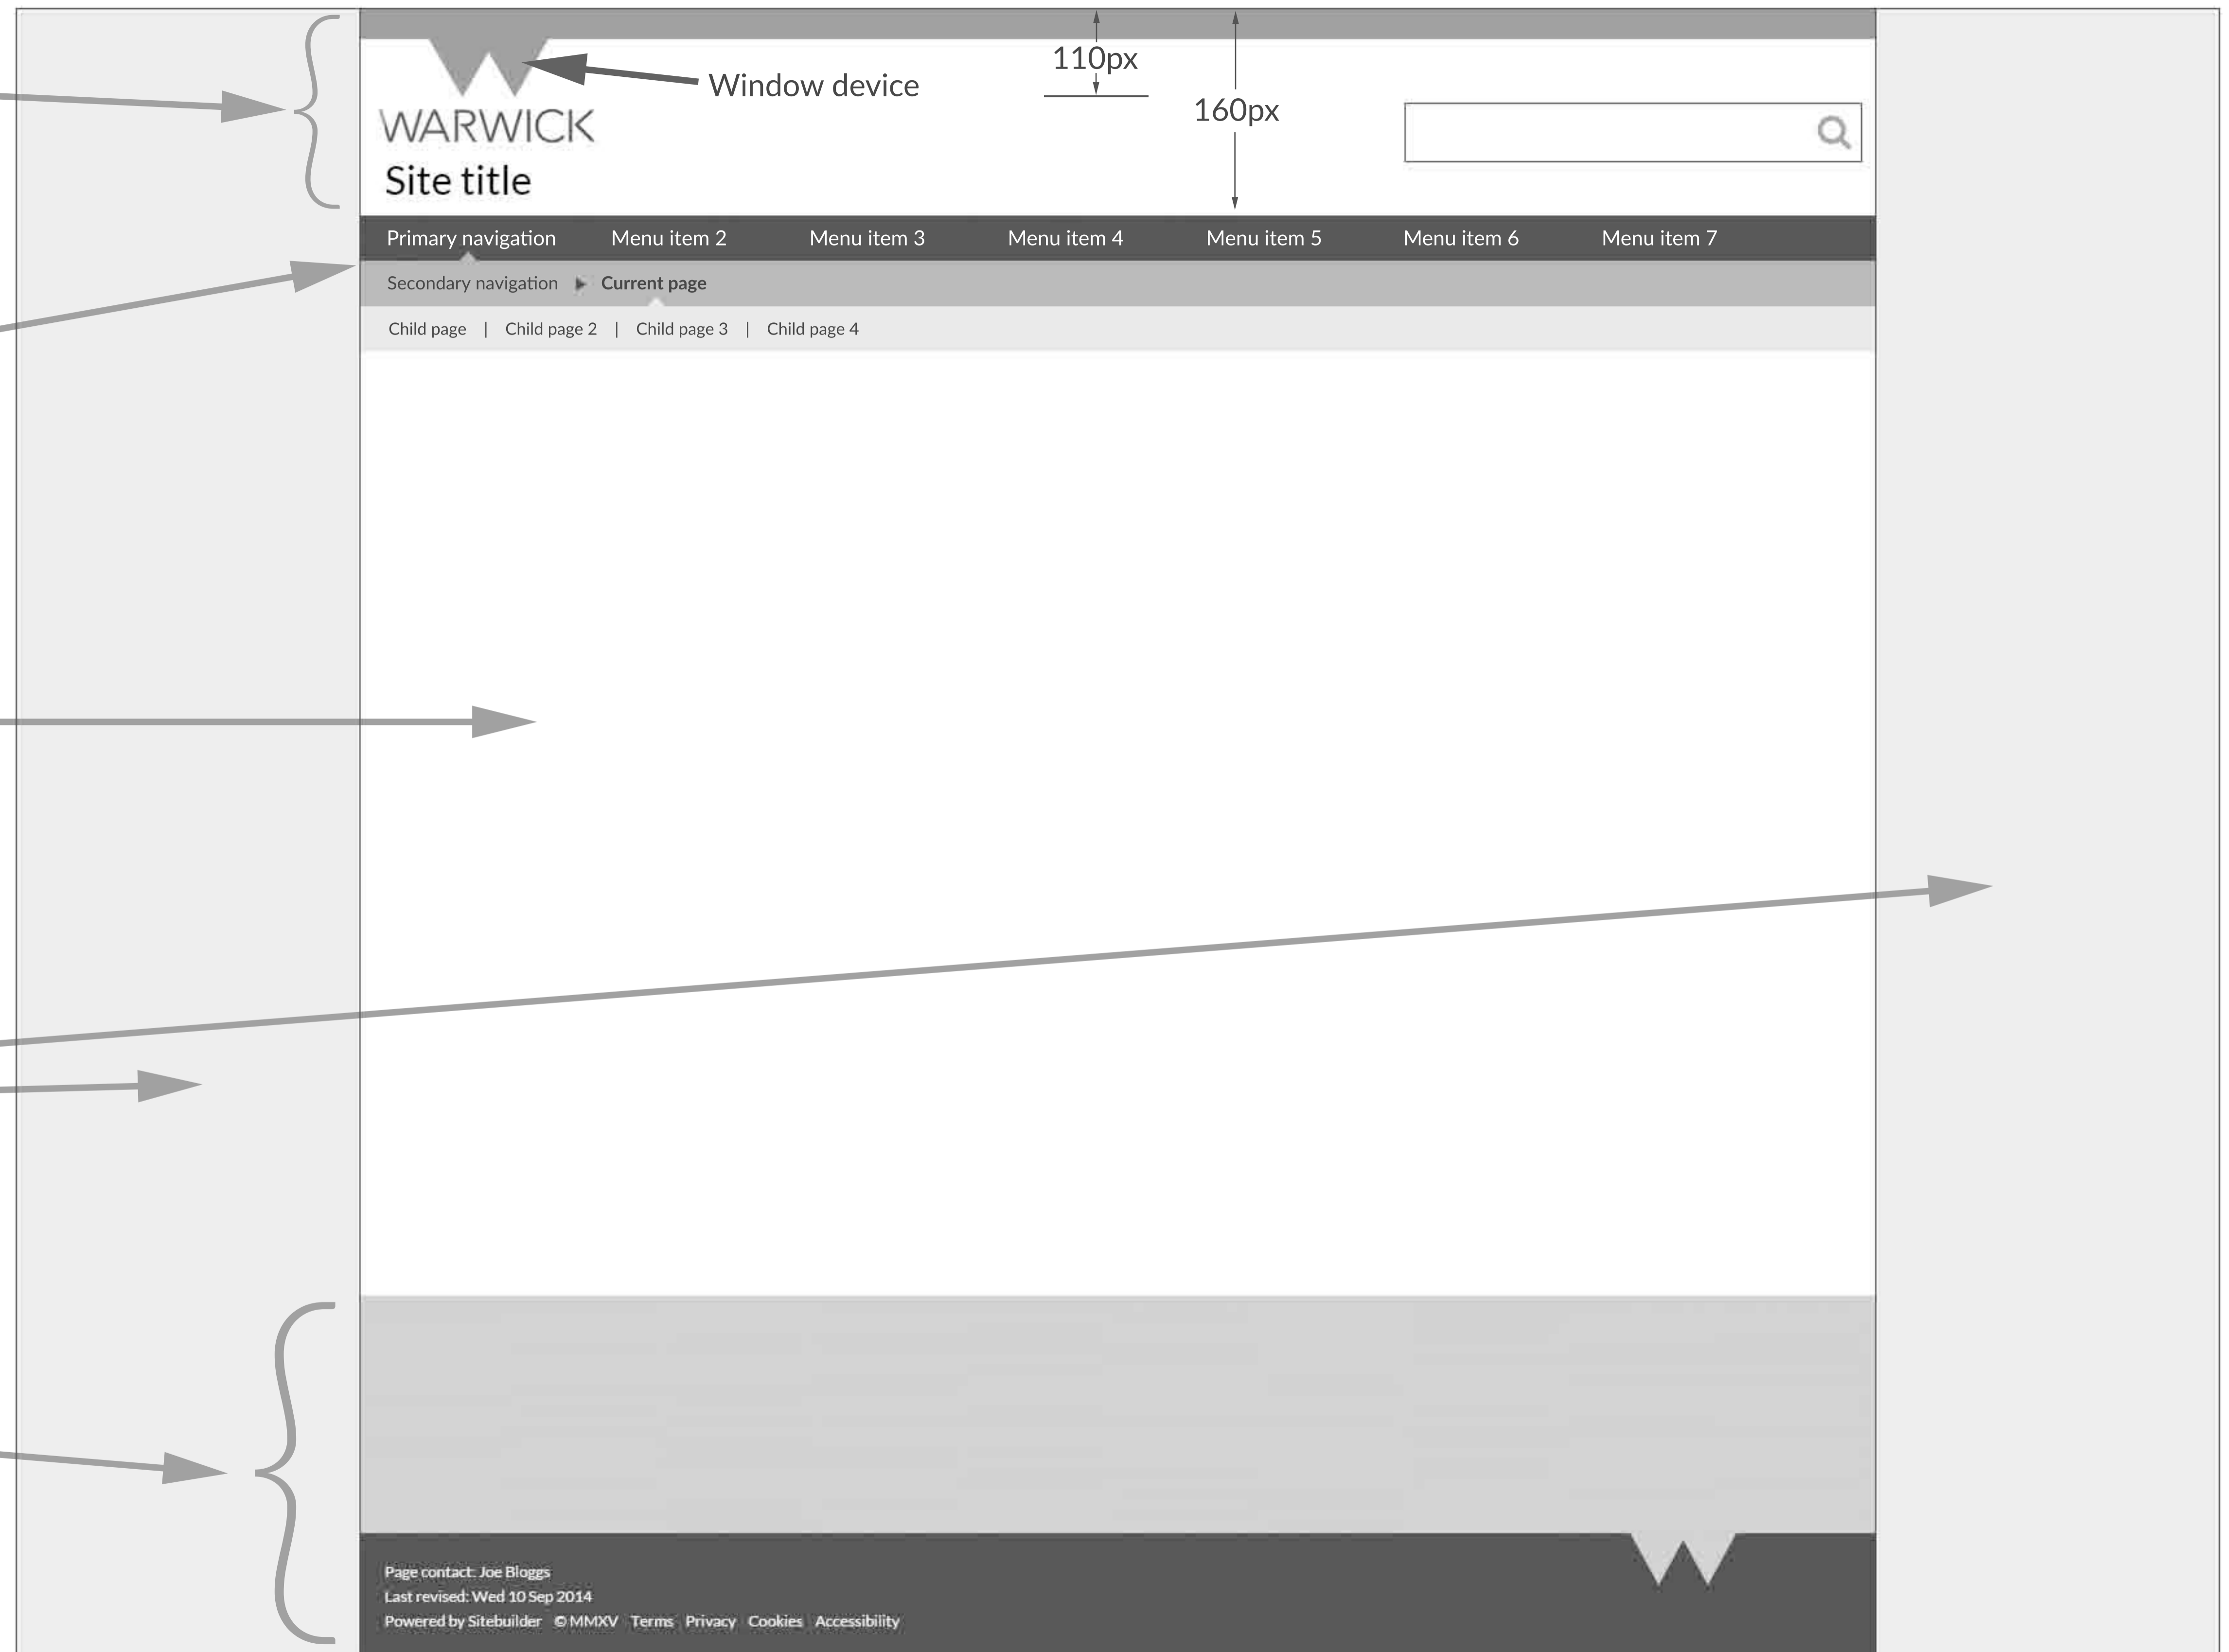 110px
Window device
160px
WARWICK
Site title
Primary navigation Menu item 2 Menu item 3 Menu item 4 Menu item 5 Menu item 6 Menu item 7
Secondary navigation Current page
Child page | Child page 2 | Child page 3 | Child page 4
Page contact: Joe Bloggs
Last revised: Wed 10 Sep 2014
Powered by Sitebuilder © MMXV Terms Privacy Cookies Accessibility